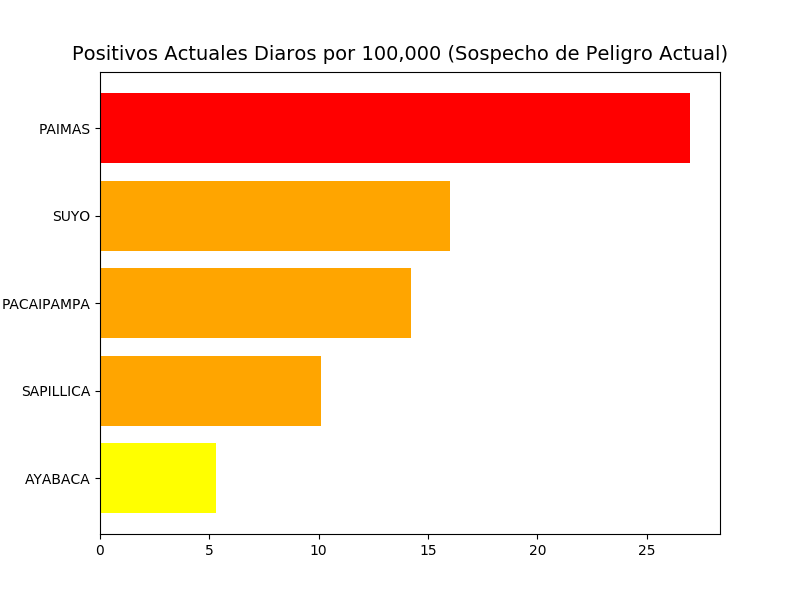 Positivos Actuales Diaros por 100,000 (Sospecho de Peligro Actual)
PAIMAS
SUYO
PACAIPAMPA
SAPILLICA
AYABACA
0 5 10 15 20 25